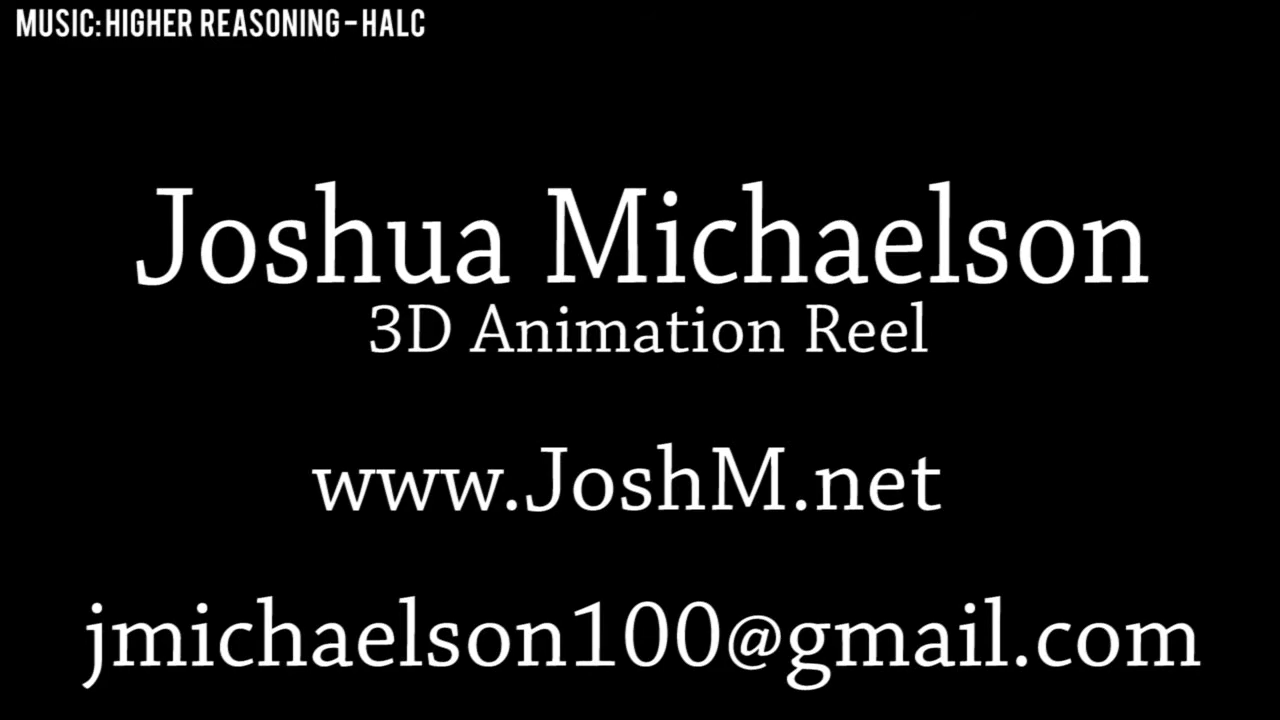 MUSIC: HIGHER REASONING - HALC
Joshua Michaelson
3D Animation Reel
www.JoshM.net
jmichaelson100@gmail.com